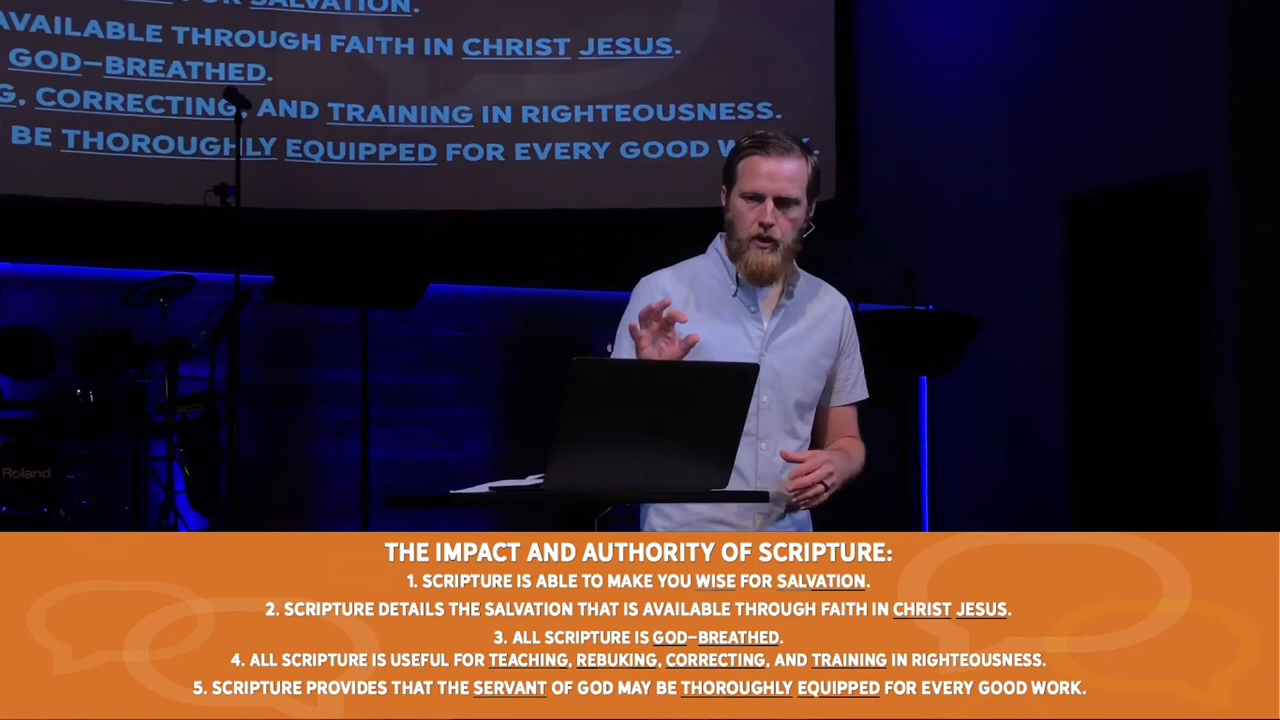 FOR SALVATION.
AVAILABLE THROUGH FAITH IN CHRIST JESUS.
GOD–BREATHED.
CORRECTING, AND TRAINING IN RIGHTEOUSNESS.
BE THOROUGHLY EQUIPPED FOR EVERY GOOD
Roland
THE IMPACT AND AUTHORITY OF SCRIPTURE:
1. SCRIPTURE IS ABLE TO MAKE YOU WISE FOR SALVATION.
2. SCRIPTURE DETAILS THE SALVATION THAT IS AVAILABLE THROUGH FAITH IN CHRIST JESUS.
3. ALL SCRIPTURE IS GOD–BREATHED.
4. ALL SCRIPTURE IS USEFUL FOR TEACHING, REBUKING, CORRECTING, AND TRAINING IN RIGHTEOUSNESS.
5. SCRIPTURE PROVIDES THAT THE SERVANT OF GOD MAY BE THOROUGHLY EQUIPPED FOR EVERY GOOD WORK.